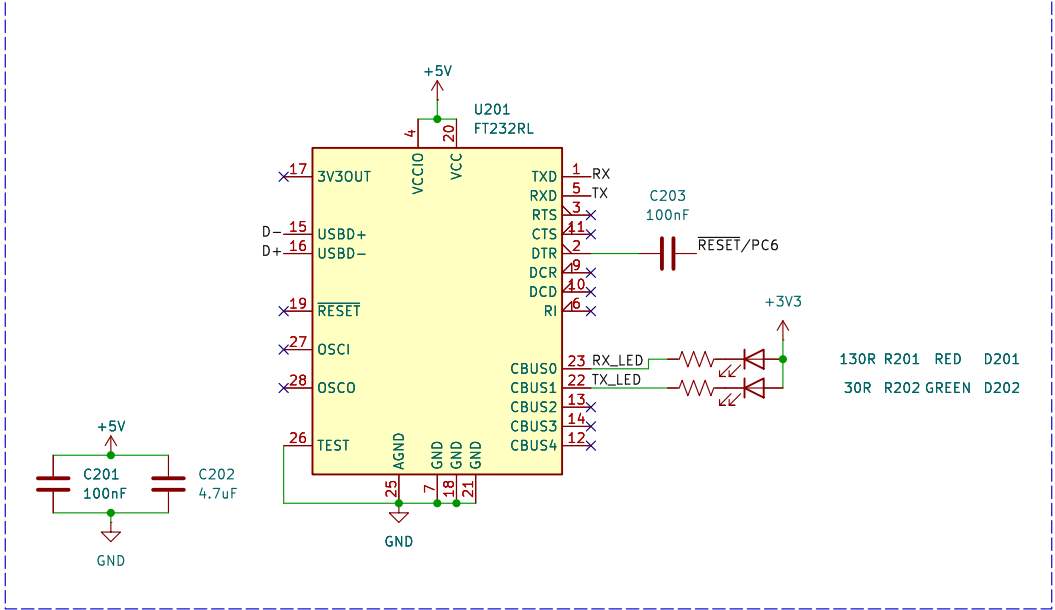 +5V
U201
FT232RL
4
20
VCCIO
VCC
17
3V3OUT
TXD
1
RX
RXD
5
TX
RTS
3
C203
100nF
D-
15
USBD+
CTS
11
D+
16
USBD-
DTR
2
RESET/PC6
DCR
9
DCD
10
19
RESET
RI
6
+3V3
27
OSCI
CBUS0
23
RX_LED
130R R201 RED D201
28
OSCO
CBUS1
22
TX_LED
30R R202 GREEN D202
CBUS2
13
CBUS3
14
26
TEST
CBUS4
12
AGND
GND
GND
GND
25
7
18
21
GND
+5V
C201
100nF
C202
4.7uF
GND